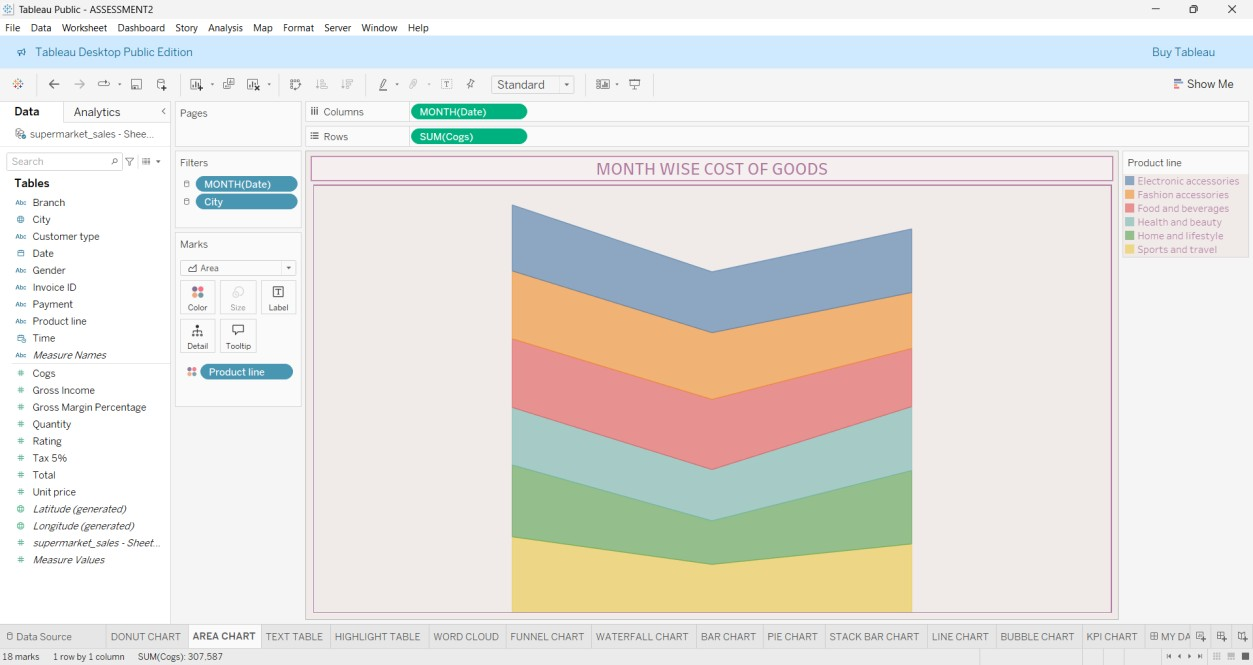 Tableau Public - ASSESSMENT2
File Data Worksheet Dashboard Story Analysis Map Format Server Window Help
Tableau Desktop Public Edition
Buy Tableau
Standard
Show Me
Data Analytics
supermarket_sales - Shee...
Search
Tables
Abc Branch
City
Abc Customer type
Date
Abc Gender
Abc Invoice ID
Abc Payment
Abc Product line
Time
Abc Measure Names
# Cogs
# Gross Income
# Gross Margin Percentage
# Quantity
# Rating
# Tax 5%
# Total
# Unit price
Latitude (generated)
Longitude (generated)
# supermarket_sales - Sheet...
# Measure Values
Pages
Filters
MONTH(Date)
City
Marks
Area
Color Size Label
Detail Tooltip
Product line
Columns MONTH(Date)
Rows SUM(Cogs)
MONTH WISE COST OF GOODS
Product line
Electronic accessories
Fashion accessories
Food and beverages
Health and beauty
Home and lifestyle
Sports and travel
Data Source DONUT CHART AREA CHART TEXT TABLE HIGHLIGHT TABLE WORD CLOUD FUNNEL CHART WATERFALL CHART BAR CHART PIE CHART STACK BAR CHART LINE CHART BUBBLE CHART KPI CHART MY DA
18 marks 1 row by 1 column SUM(Cogs): 307.587